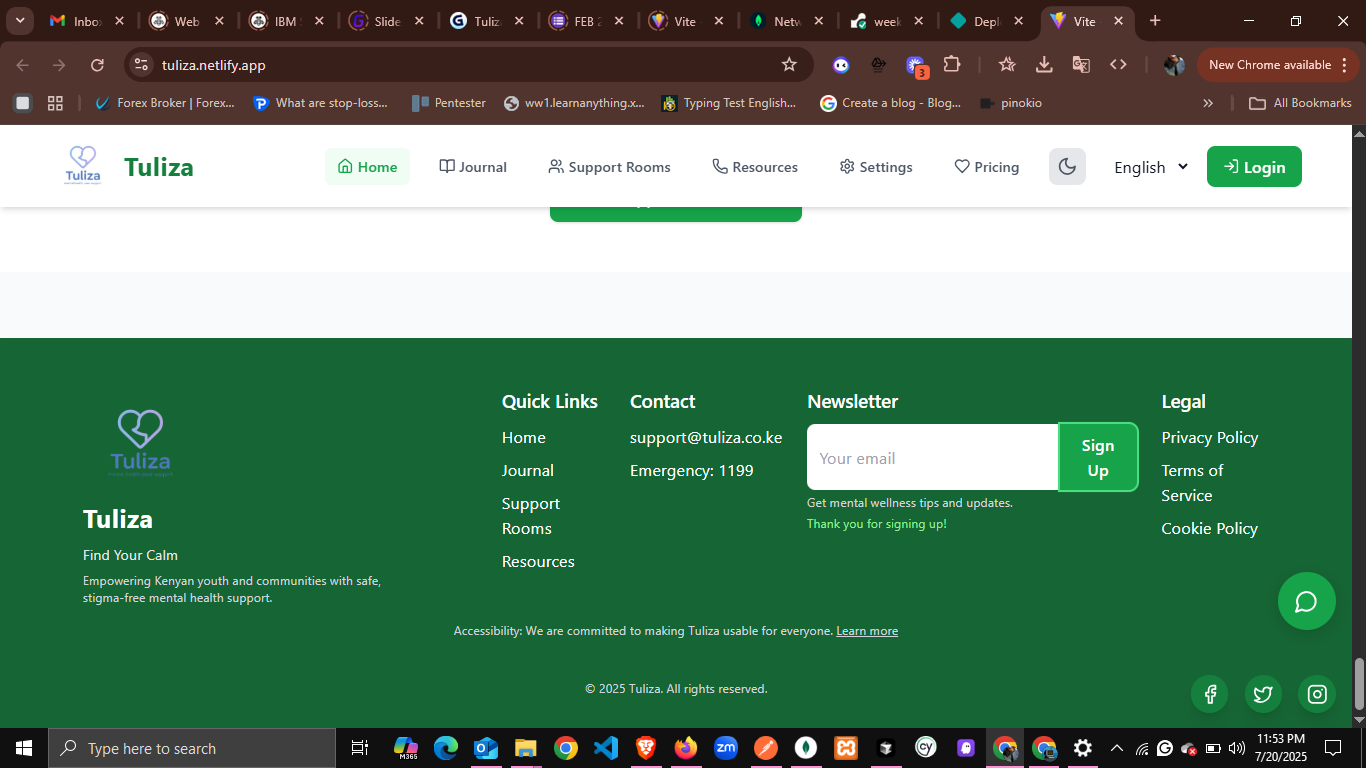 Inbo
Web
IBM
Slide
Tuliz
FEB 2
Vite
Netw
week
Depl
Vite
tuliza.netlify.app
3
New Chrome available
Forex Broker | Forex...
What are stop-loss...
Pentester
ww1.learnanything.x...
Typing Test English...
Create a blog - Blog...
pinokio
All Bookmarks
Tuliza
Tuliza
Home
Journal
Support Rooms
Resources
Settings
Pricing
English
Login
Tuliza
Tuliza
Find Your Calm
Empowering Kenyan youth and communities with safe,
stigma-free mental health support.
Quick Links
Home
Journal
Support
Rooms
Resources
Contact
support@tuliza.co.ke
Emergency: 1199
Newsletter
Your email
Sign
Up
Get mental wellness tips and updates.
Thank you for signing up!
Legal
Privacy Policy
Terms of
Service
Cookie Policy
Accessibility: We are committed to making Tuliza usable for everyone. Learn more
© 2025 Tuliza. All rights reserved.
Type here to search
M365
zm
cy
11:53 PM
7/20/2025